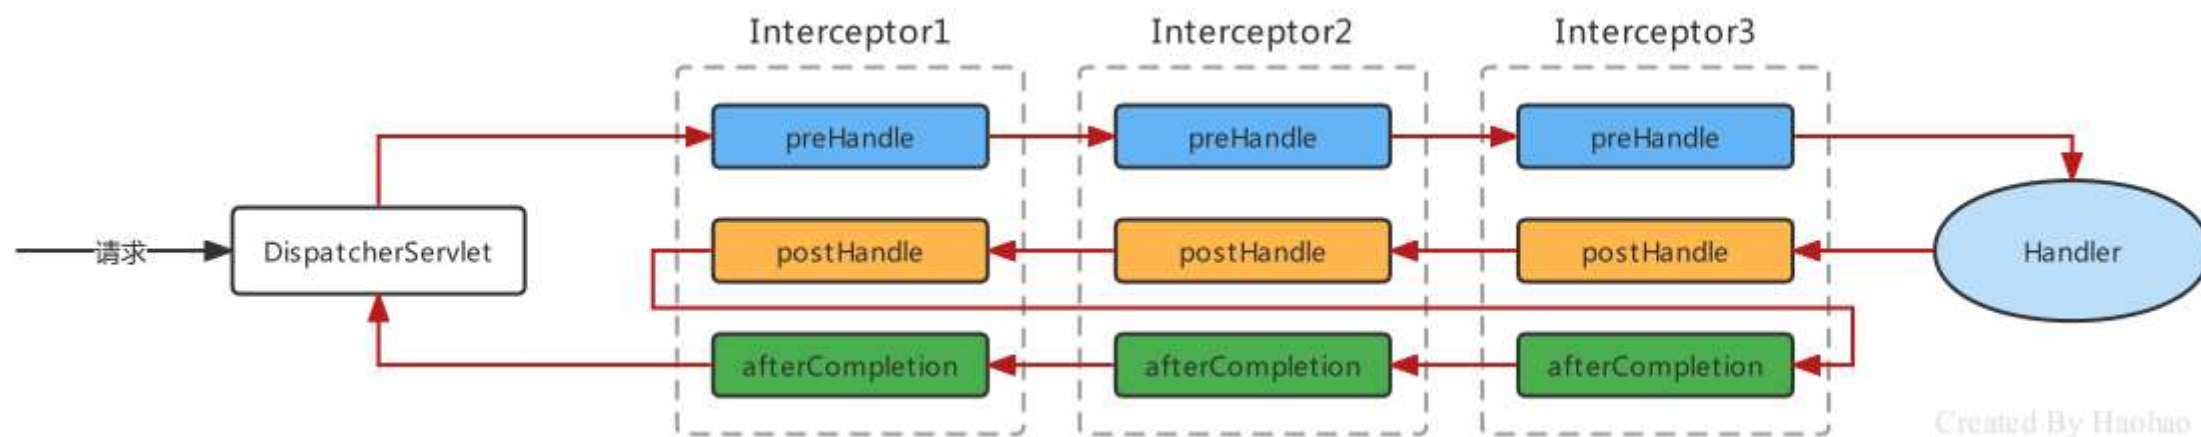 Interceptor1 Interceptor2 Interceptor3
preHandle preHandle preHandle
请求 DispatcherServlet postHandle postHandle postHandle Handler
afterCompletion afterCompletion afterCompletion
Created By Haohao